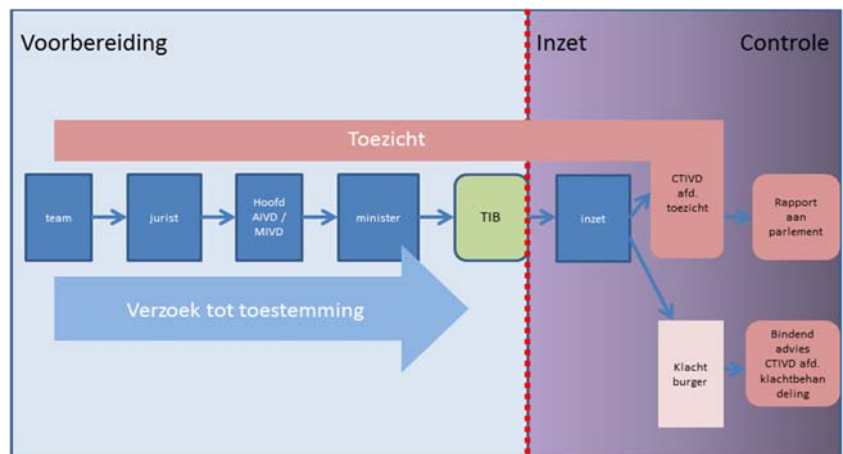 Voorbereiding
Inzet
Controle
Toezicht
team
jurist
Hoofd
AIVD /
MIVD
minister
TIB
inzet
CTIVD
afd.
toezicht
Rapport
aan
parlement
Verzoek tot toestemming
Klacht
burger
Bindend
advies
CTIVD afd.
klachtbehan
deling